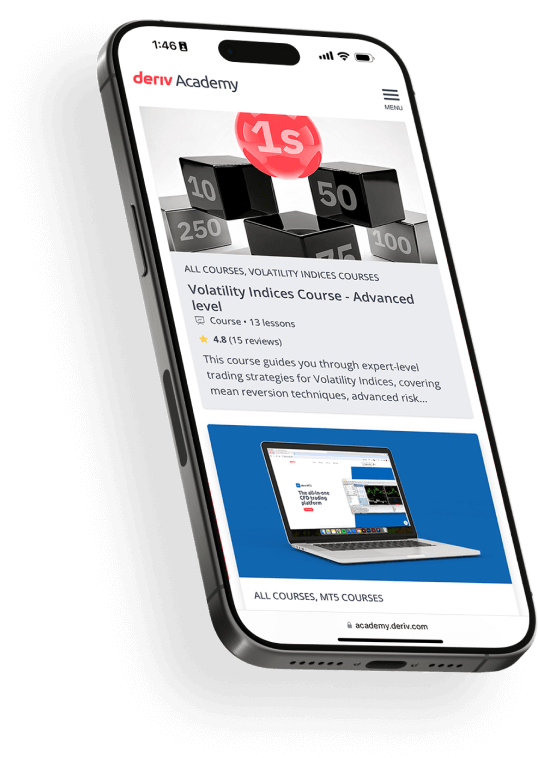 1:46
deriv Academy
MENU
1s
10
50
250
75
100
ALL COURSES, VOLATILITY INDICES COURSES
Volatility Indices Course - Advanced
level
Course • 13 lessons
4.8 (15 reviews)
This course guides you through expert-level
trading strategies for Volatility Indices, covering
mean reversion techniques, advanced risk...
The all-in-one
CFD trading
platform
ALL COURSES, MT5 COURSES
academy.deriv.com